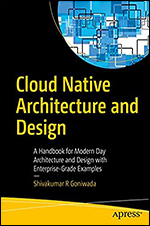 Cloud Native
Architecture and
Design
A Handbook for Modern Day
Architecture and Design with
Enterprise-Grade Examples
Shivakumar R Goniwada
Apress®